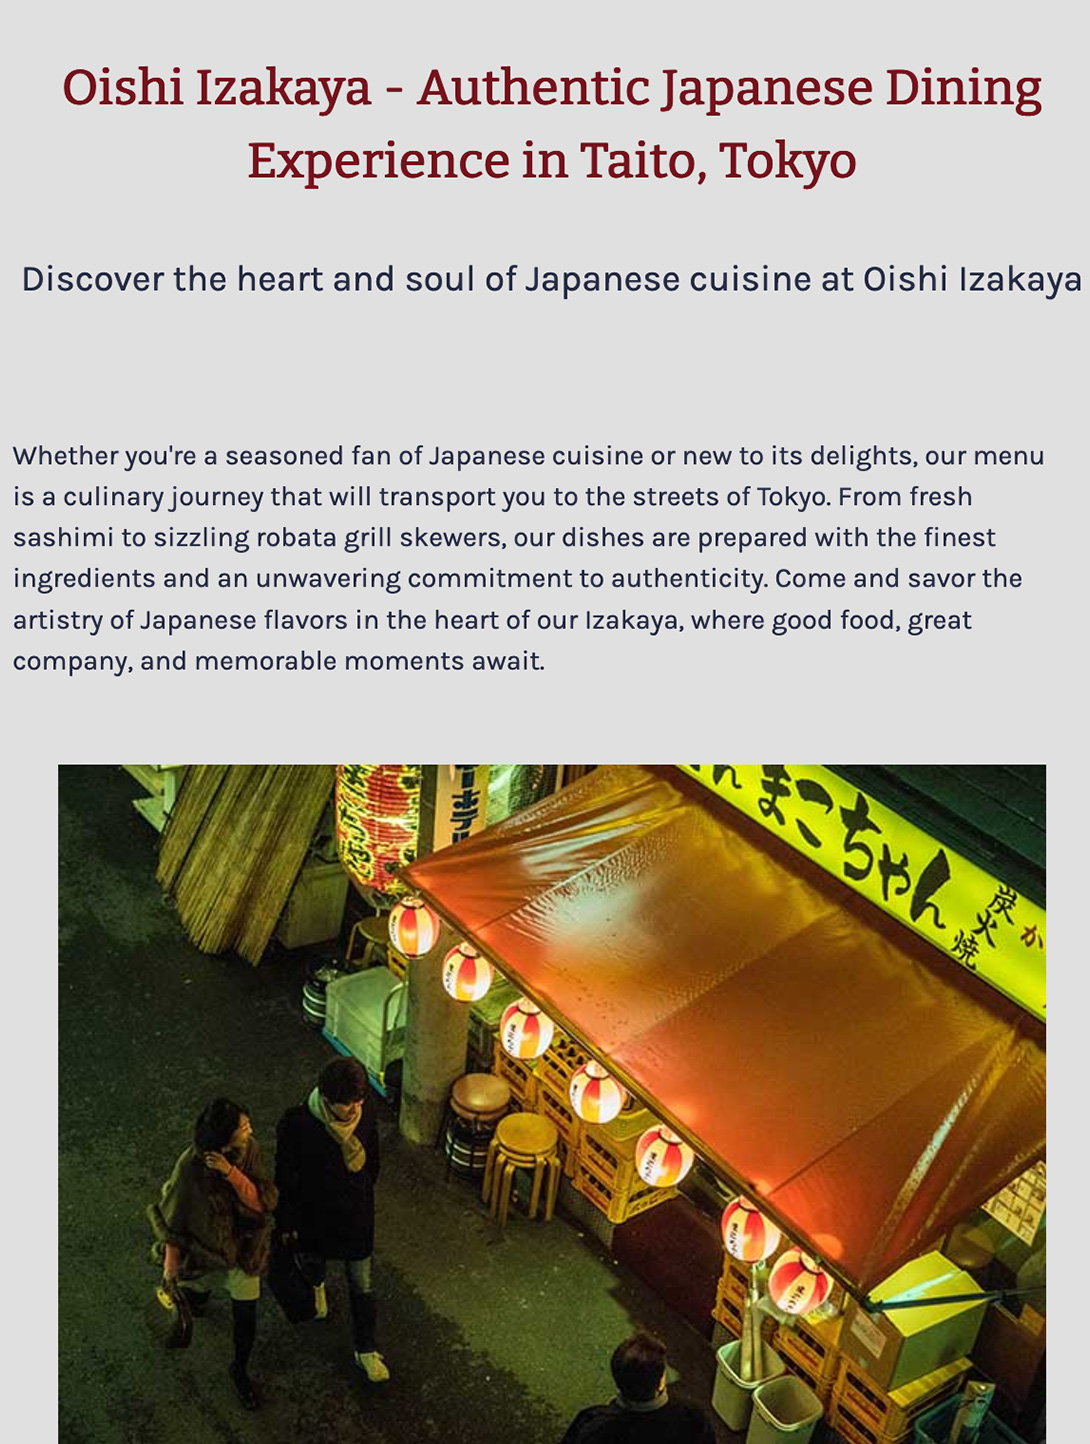 Oishi Izakaya - Authentic Japanese Dining
Experience in Taito, Tokyo
Discover the heart and soul of Japanese cuisine at Oishi Izakaya
Whether you're a seasoned fan of Japanese cuisine or new to its delights, our menu
is a culinary journey that will transport you to the streets of Tokyo. From fresh
sashimi to sizzling robata grill skewers, our dishes are prepared with the finest
ingredients and an unwavering commitment to authenticity. Come and savor the
artistry of Japanese flavors in the heart of our Izakaya, where good food, great
company, and memorable moments await.
んまこちゃん
炭火焼
か